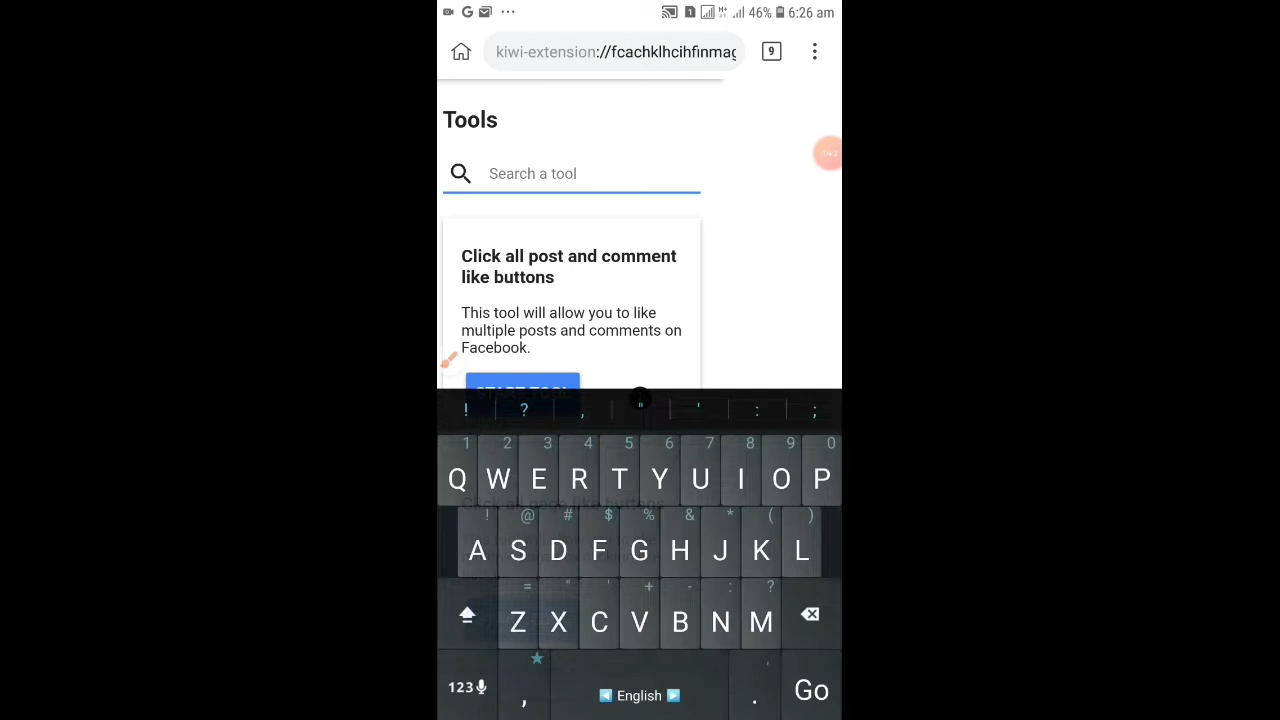 46% 6:26 am
kiwi-extension://fcachklhcihfinmag
9
Tools
Search a tool
Click all post and comment
like buttons
This tool will allow you to like
multiple posts and comments on
Facebook.
START TOOL
! ? , " ' : ;
1 2 3 4 5 6 7 8 9 0
Q W E R T Y U I O P
! @ # $ % & * ( )
A S D F G H J K L
= " ' + - : ?
Z X C V B N M
123 , English . Go